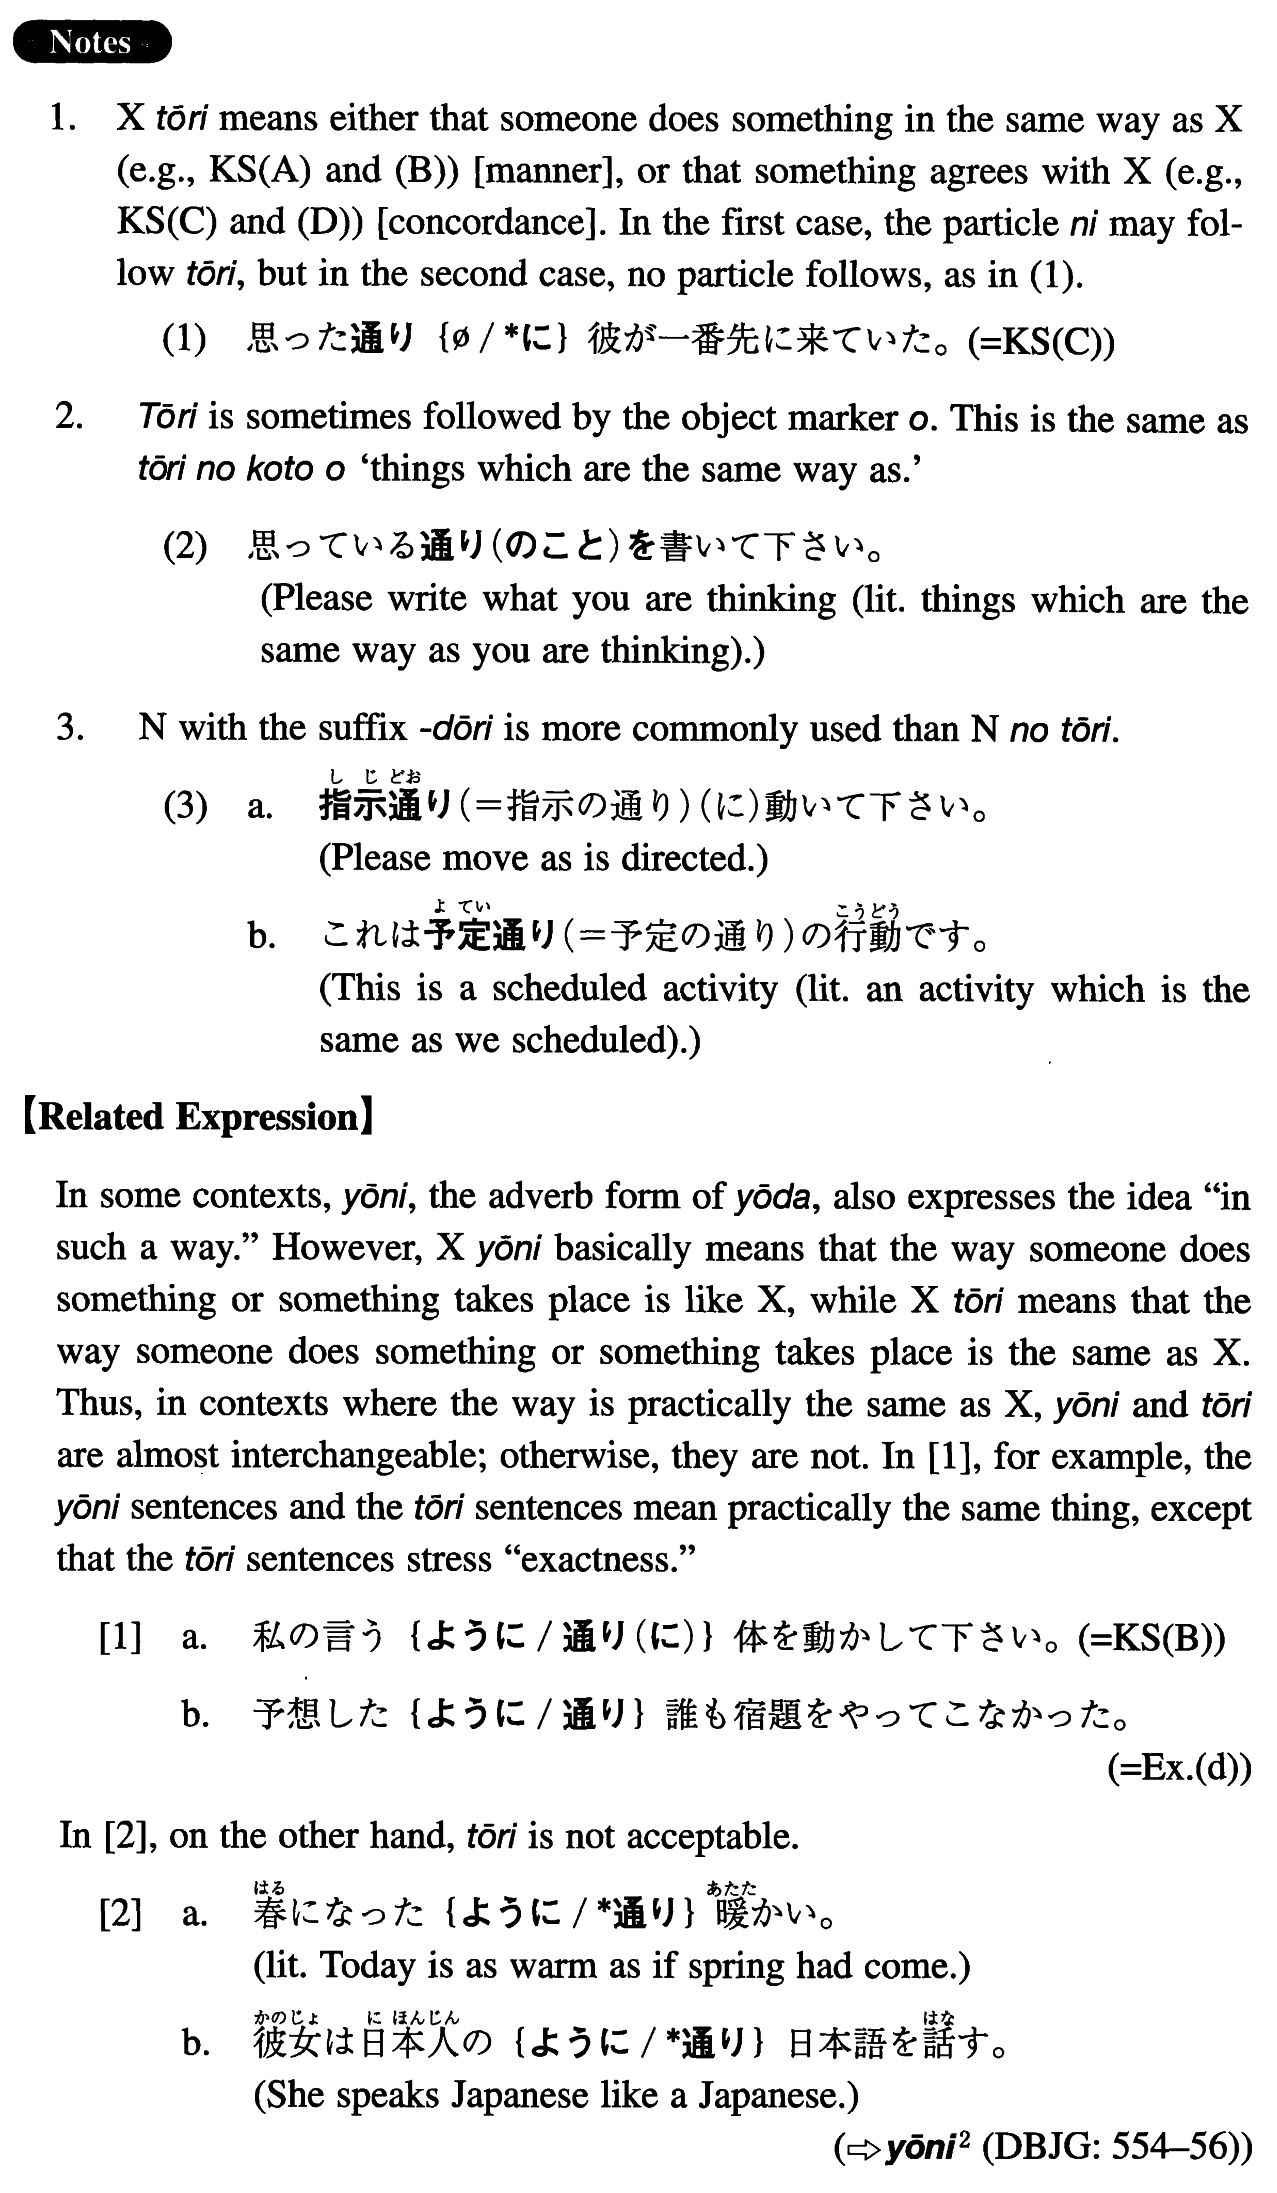 Notes
1. X tōri means either that someone does something in the same way as X
(e.g., KS(A) and (B)) [manner], or that something agrees with X (e.g.,
KS(C) and (D)) [concordance]. In the first case, the particle ni may fol-
low tōri, but in the second case, no particle follows, as in (1).
(1) 思った通り {ø / *に} 彼が一番先に来ていた。(=KS(C))
2. Tōri is sometimes followed by the object marker o. This is the same as
tōri no koto o ‘things which are the same way as.’
(2) 思っている通り(のこと)を書いて下さい。
(Please write what you are thinking (lit. things which are the
same way as you are thinking).)
3. N with the suffix -dōri is more commonly used than N no tōri.
しじどお
(3) a. 指示通り(=指示の通り)(に)動いて下さい。
(Please move as is directed.)
よてい こうどう
b. これは予定通り(=予定の通り)の行動です。
(This is a scheduled activity (lit. an activity which is the
same as we scheduled).)
【Related Expression】
In some contexts, yōni, the adverb form of yōda, also expresses the idea “in
such a way.” However, X yōni basically means that the way someone does
something or something takes place is like X, while X tōri means that the
way someone does something or something takes place is the same as X.
Thus, in contexts where the way is practically the same as X, yōni and tōri
are almost interchangeable; otherwise, they are not. In [1], for example, the
yōni sentences and the tōri sentences mean practically the same thing, except
that the tōri sentences stress “exactness.”
[1] a. 私の言う {ように / 通り(に)} 体を動かして下さい。(=KS(B))
b. 予想した {ように / 通り} 誰も宿題をやってこなかった。
(=Ex.(d))
In [2], on the other hand, tōri is not acceptable.
はる あたた
[2] a. 春になった {ように / *通り} 暖かい。
(lit. Today is as warm as if spring had come.)
かのじょ にほんじん はな
b. 彼女は日本人の {ように / *通り} 日本語を話す。
(She speaks Japanese like a Japanese.)
(⇨yōni² (DBJG: 554–56))